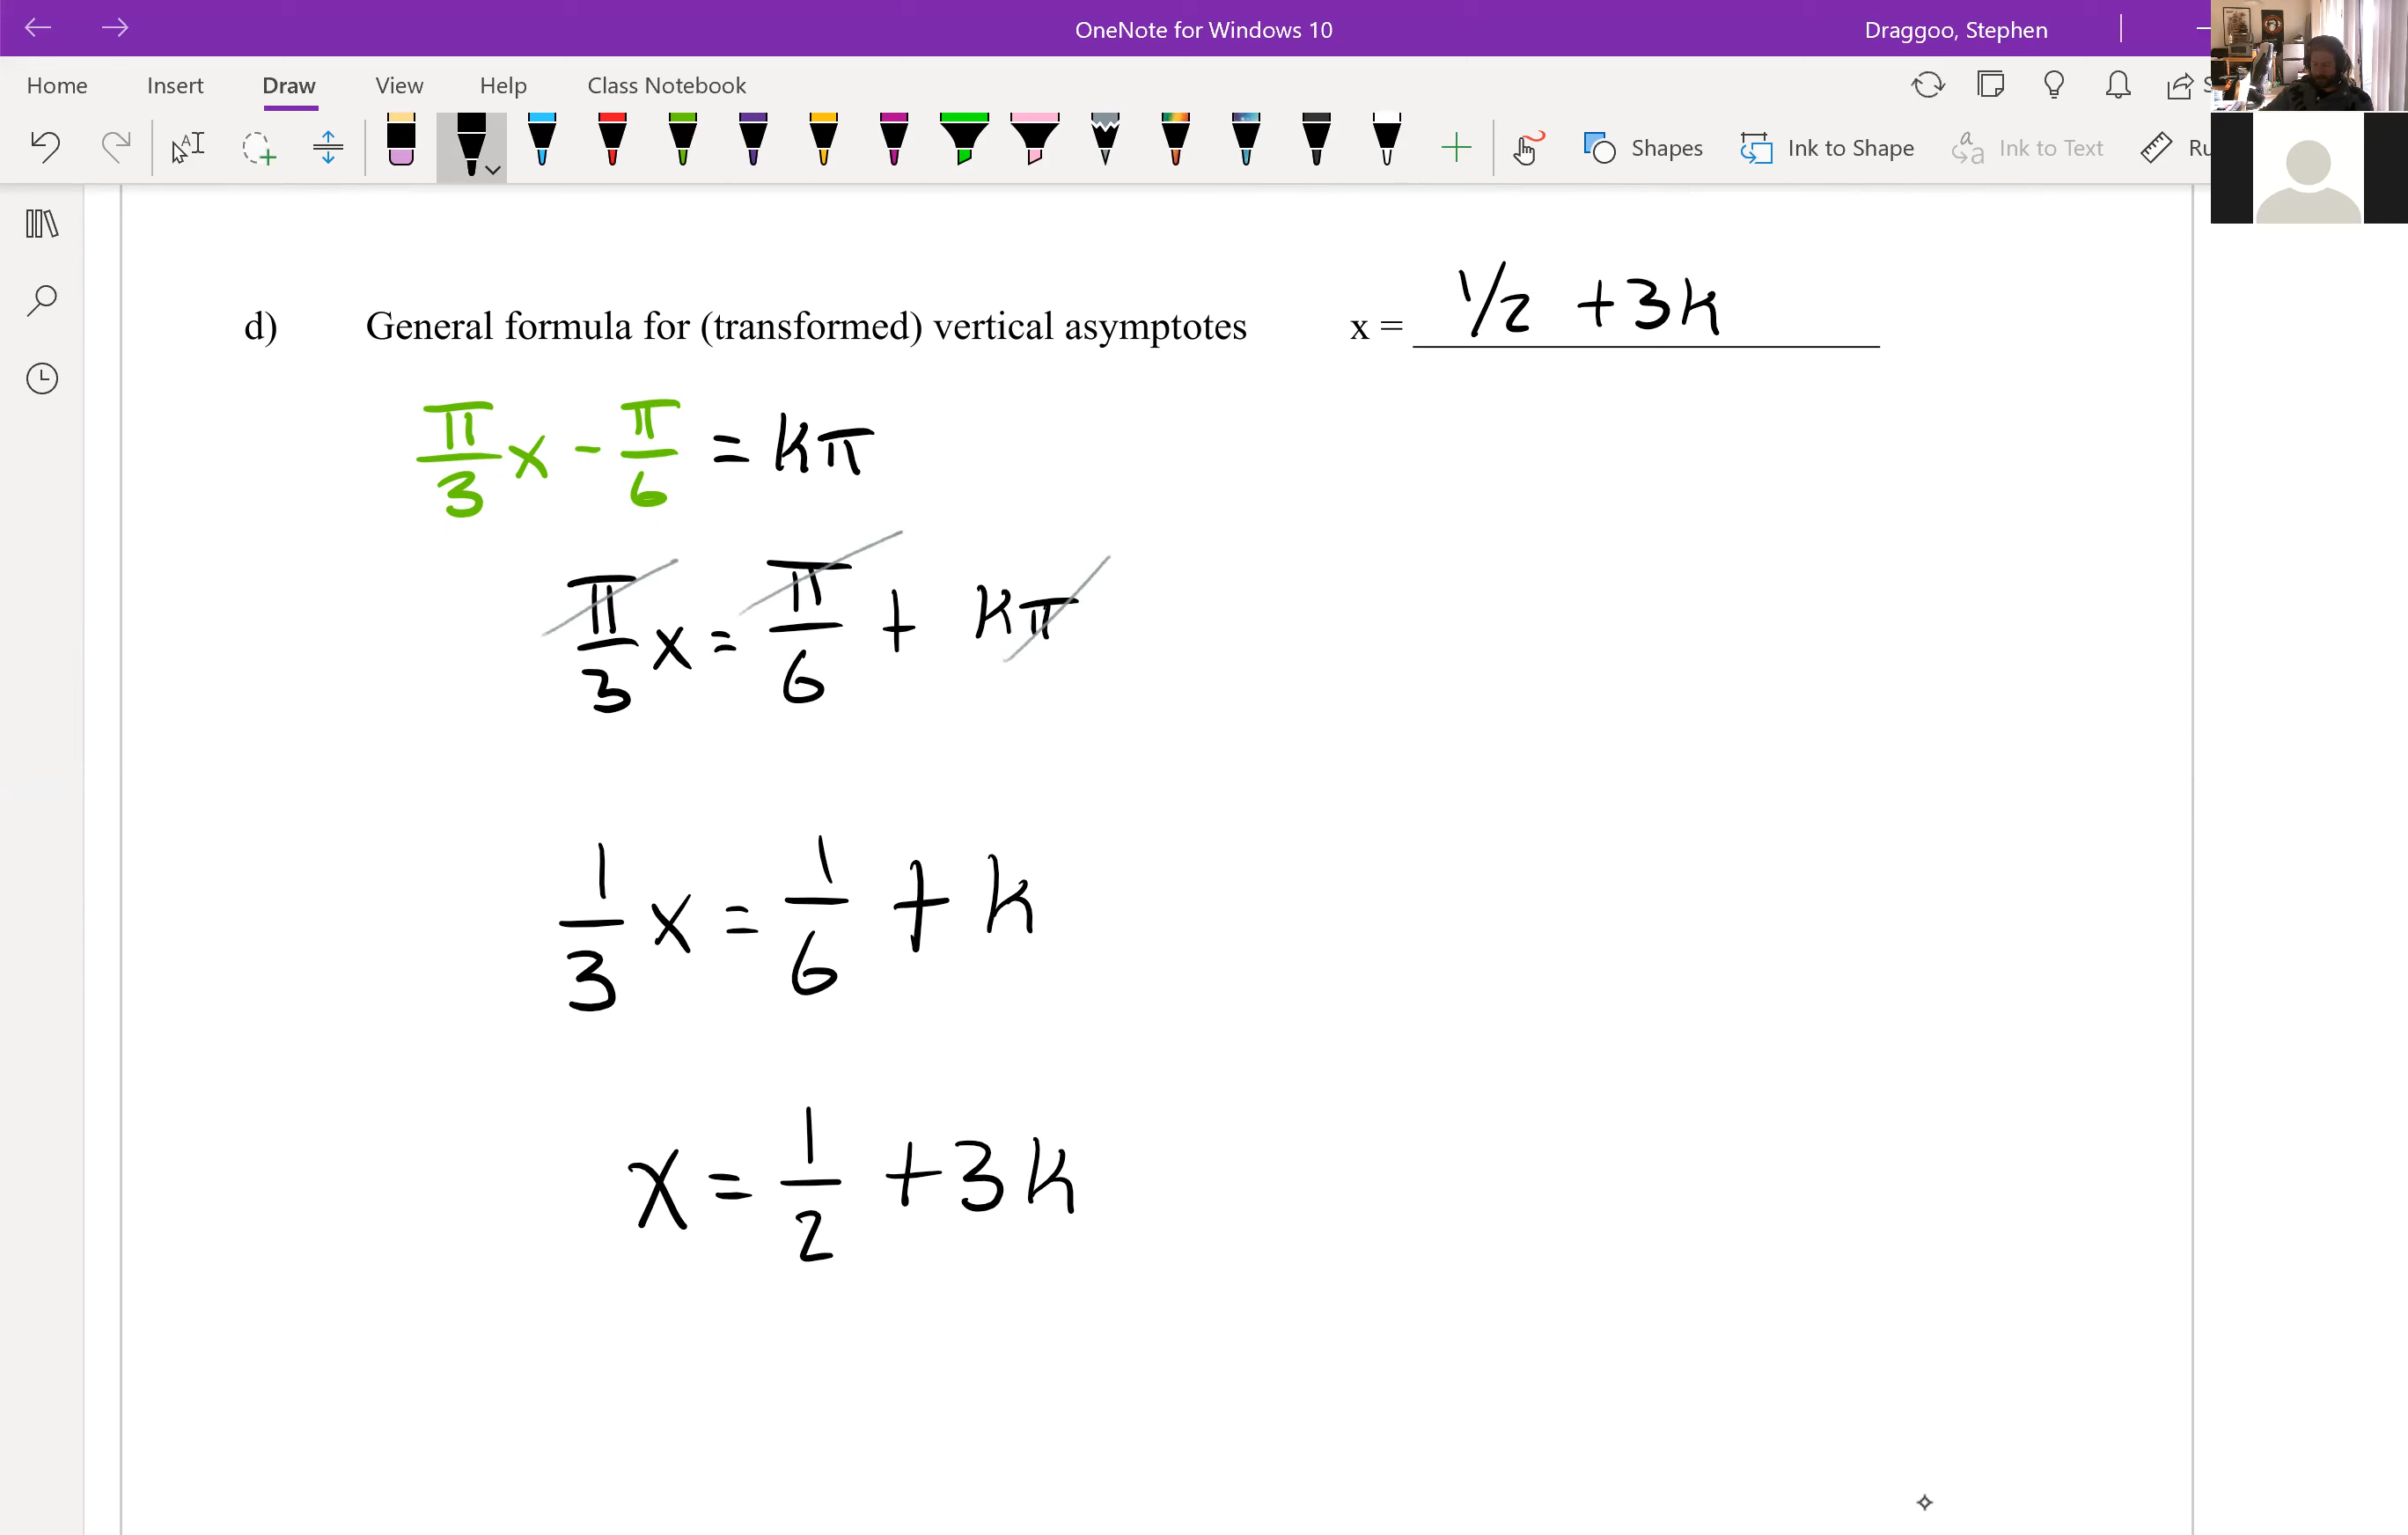 OneNote for Windows 10
Draggoo, Stephen
Home Insert Draw View Help Class Notebook
Shapes Ink to Shape Ink to Text
d) General formula for (transformed) vertical asymptotes x = 1/2 + 3k
π/3 x - π/6 = kπ
π/3 x = π/6 + kπ
1/3 x = 1/6 + k
x = 1/2 + 3k